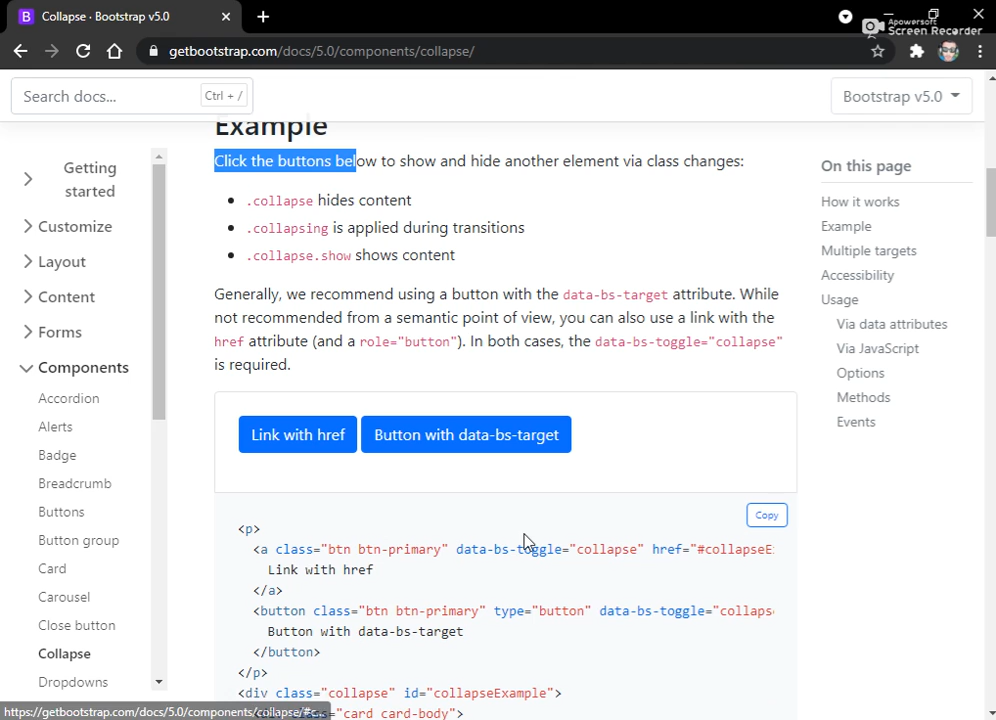 Collapse · Bootstrap v5.0
Apowersoft
Screen Recorder
getbootstrap.com/docs/5.0/components/collapse/
Search docs...
Ctrl + /
Bootstrap v5.0
Getting started
Customize
Layout
Content
Forms
Components
Accordion
Alerts
Badge
Breadcrumb
Buttons
Button group
Card
Carousel
Close button
Collapse
Dropdowns
Example
Click the buttons below to show and hide another element via class changes:
.collapse hides content
.collapsing is applied during transitions
.collapse.show shows content
Generally, we recommend using a button with the data-bs-target attribute. While
not recommended from a semantic point of view, you can also use a link with the
href attribute (and a role="button"). In both cases, the data-bs-toggle="collapse"
is required.
Link with href
Button with data-bs-target
Copy
<p>
<a class="btn btn-primary" data-bs-toggle="collapse" href="#collapseE
Link with href
</a>
<button class="btn btn-primary" type="button" data-bs-toggle="collaps
Button with data-bs-target
</button>
</p>
<div class="collapse" id="collapseExample">
<div class="card card-body">
On this page
How it works
Example
Multiple targets
Accessibility
Usage
Via data attributes
Via JavaScript
Options
Methods
Events
https://getbootstrap.com/docs/5.0/components/collapse/#c...